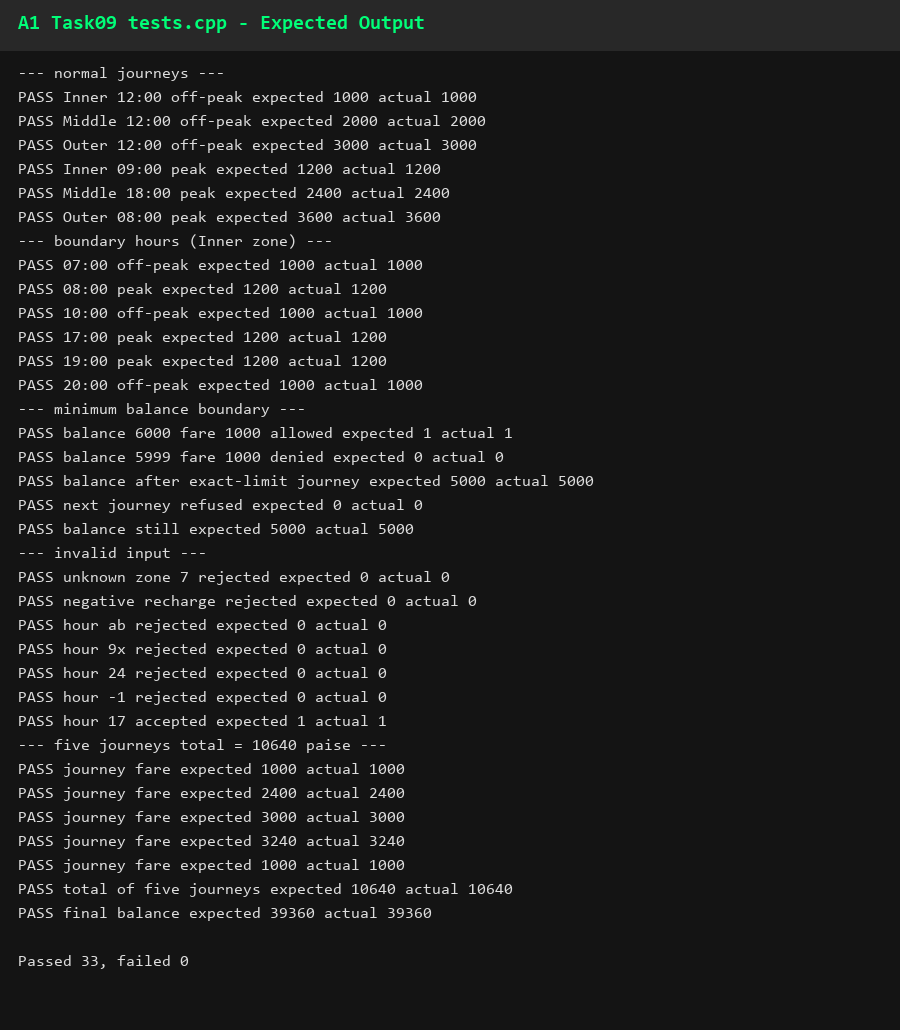 A1 Task09 tests.cpp - Expected Output
--- normal journeys ---
PASS Inner 12:00 off-peak expected 1000 actual 1000
PASS Middle 12:00 off-peak expected 2000 actual 2000
PASS Outer 12:00 off-peak expected 3000 actual 3000
PASS Inner 09:00 peak expected 1200 actual 1200
PASS Middle 18:00 peak expected 2400 actual 2400
PASS Outer 08:00 peak expected 3600 actual 3600
--- boundary hours (Inner zone) ---
PASS 07:00 off-peak expected 1000 actual 1000
PASS 08:00 peak expected 1200 actual 1200
PASS 10:00 off-peak expected 1000 actual 1000
PASS 17:00 peak expected 1200 actual 1200
PASS 19:00 peak expected 1200 actual 1200
PASS 20:00 off-peak expected 1000 actual 1000
--- minimum balance boundary ---
PASS balance 6000 fare 1000 allowed expected 1 actual 1
PASS balance 5999 fare 1000 denied expected 0 actual 0
PASS balance after exact-limit journey expected 5000 actual 5000
PASS next journey refused expected 0 actual 0
PASS balance still expected 5000 actual 5000
--- invalid input ---
PASS unknown zone 7 rejected expected 0 actual 0
PASS negative recharge rejected expected 0 actual 0
PASS hour ab rejected expected 0 actual 0
PASS hour 9x rejected expected 0 actual 0
PASS hour 24 rejected expected 0 actual 0
PASS hour -1 rejected expected 0 actual 0
PASS hour 17 accepted expected 1 actual 1
--- five journeys total = 10640 paise ---
PASS journey fare expected 1000 actual 1000
PASS journey fare expected 2400 actual 2400
PASS journey fare expected 3000 actual 3000
PASS journey fare expected 3240 actual 3240
PASS journey fare expected 1000 actual 1000
PASS total of five journeys expected 10640 actual 10640
PASS final balance expected 39360 actual 39360
Passed 33, failed 0